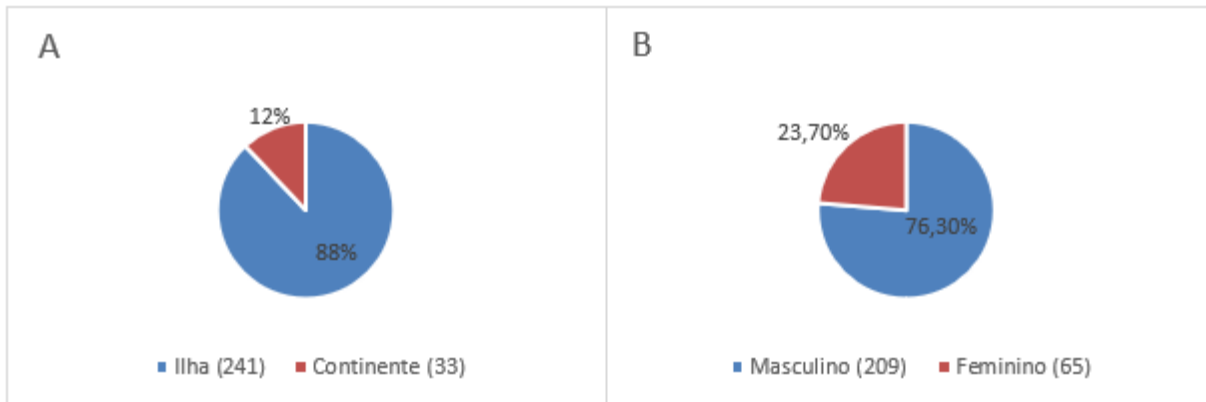 A
12%
88%
Ilha (241) Continente (33)
B
23,70%
76,30%
Masculino (209) Feminino (65)